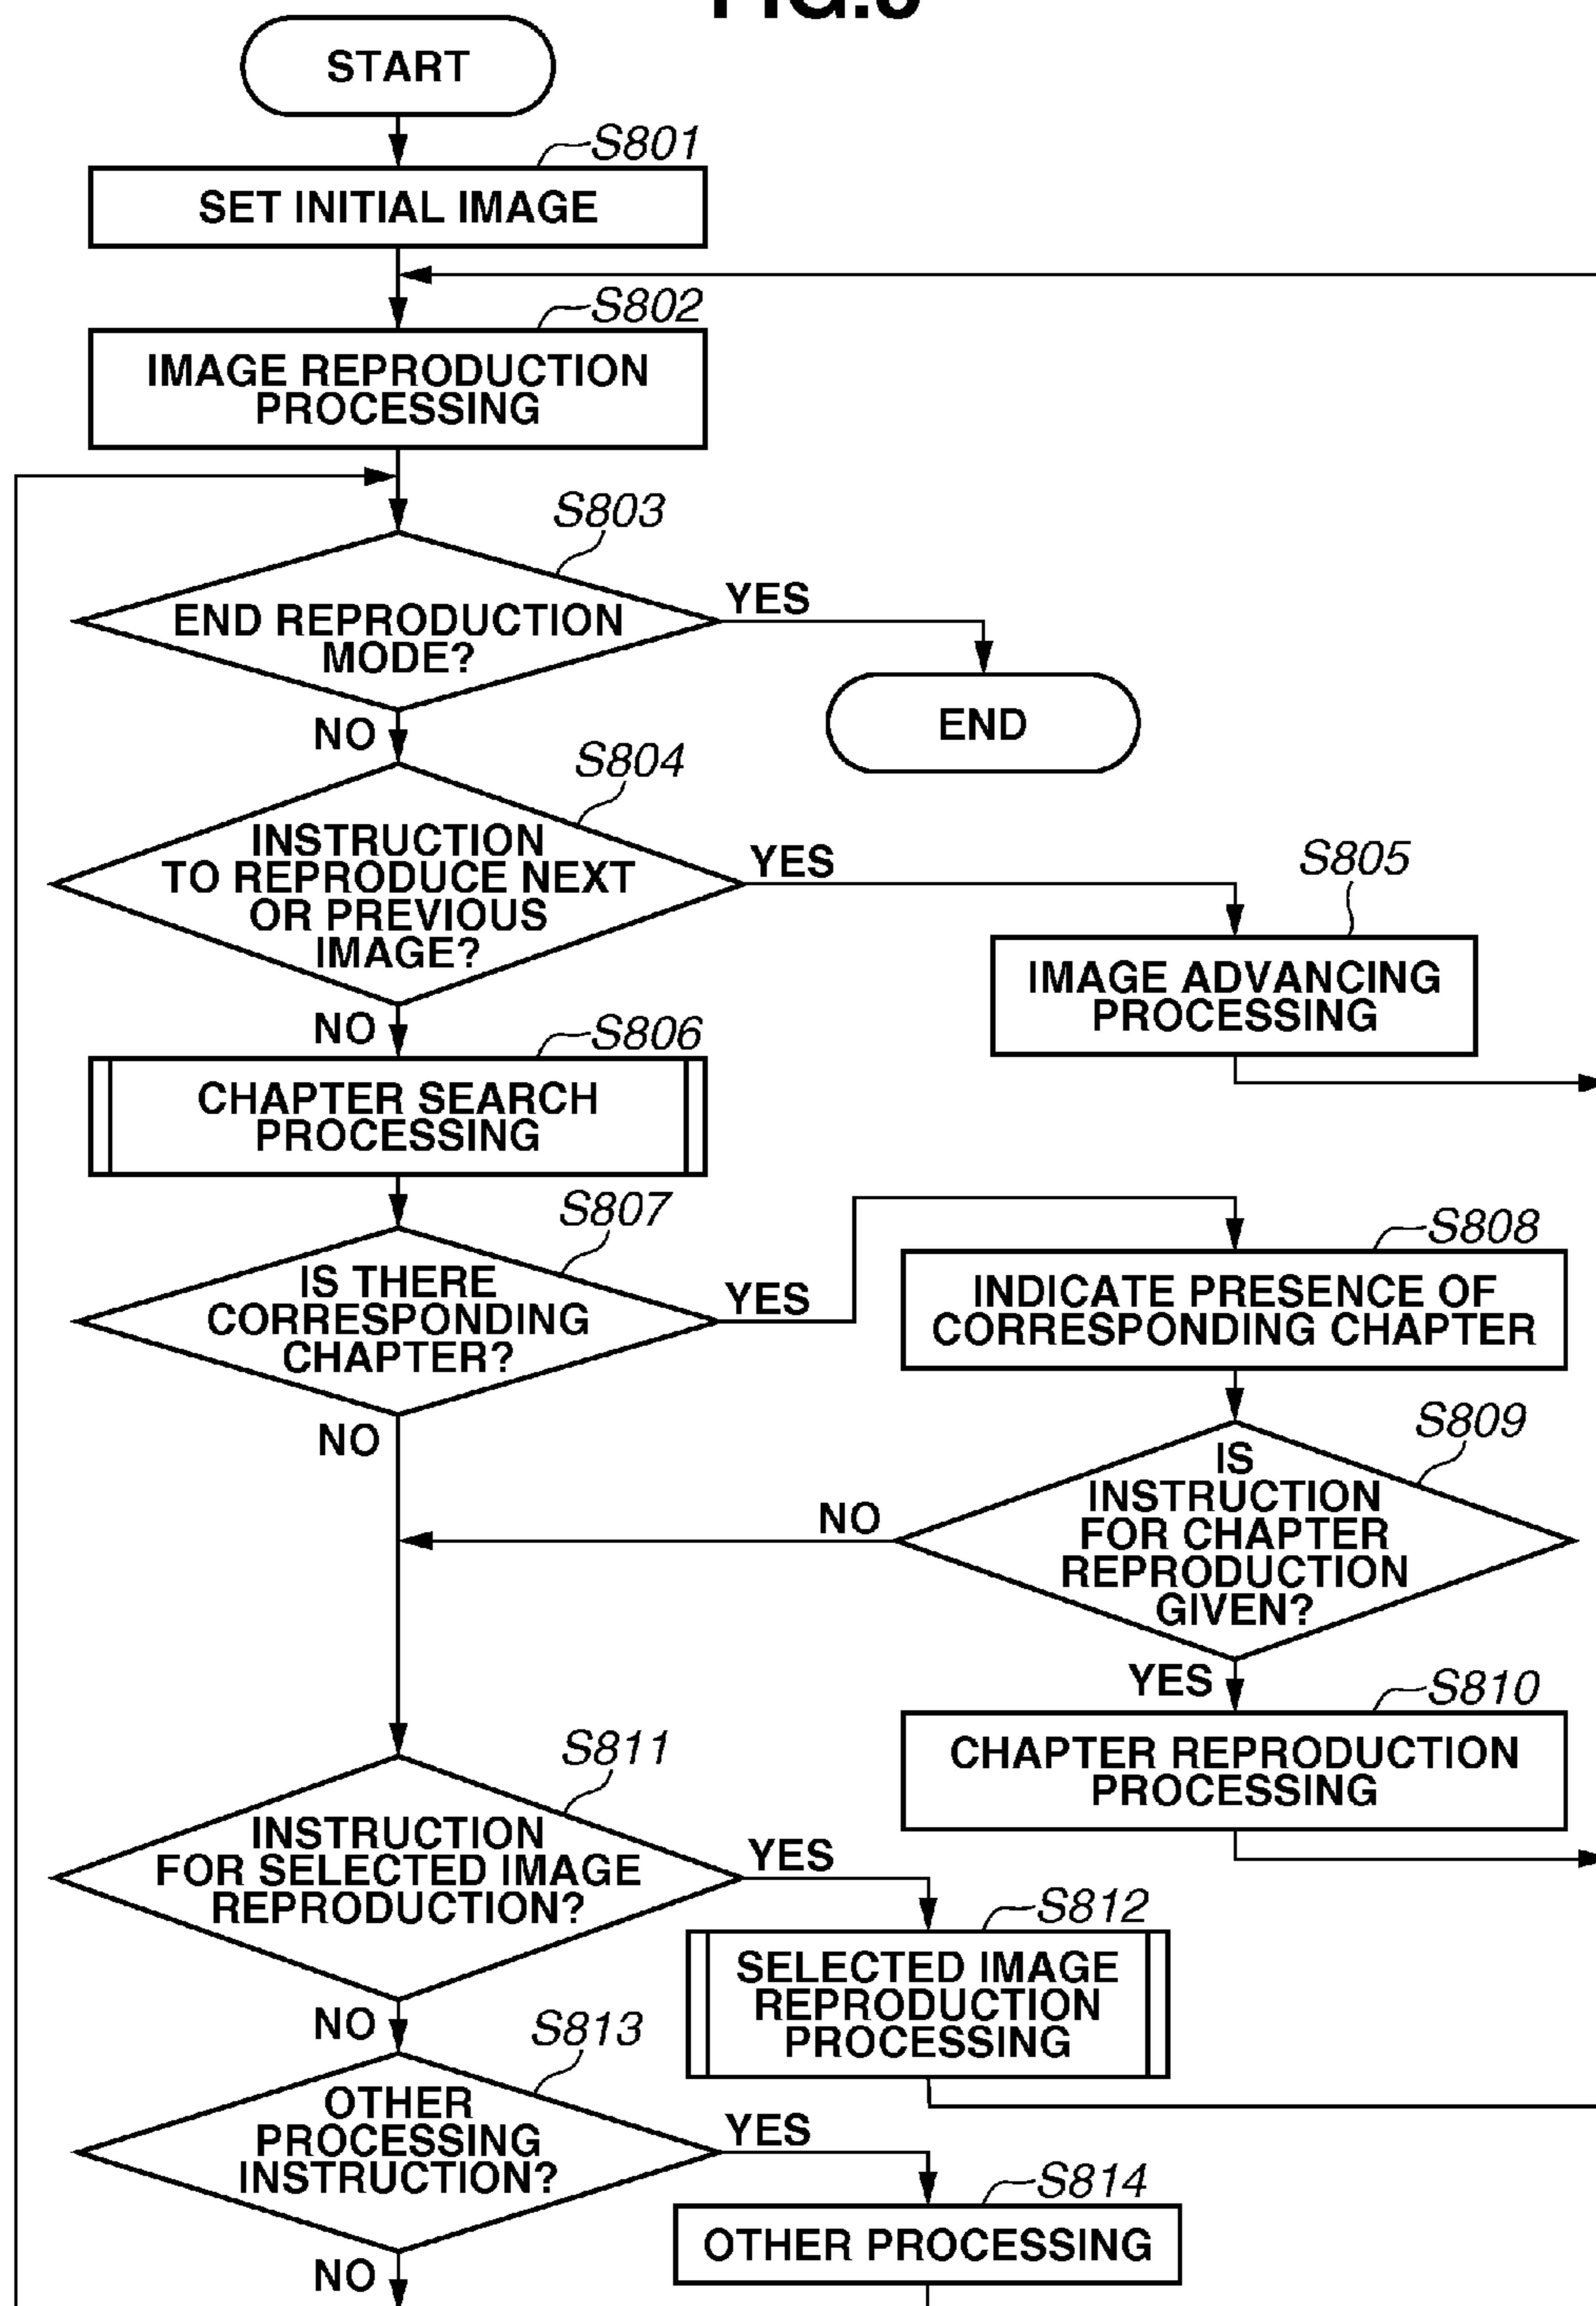 START
S801
SET INITIAL IMAGE
S802
IMAGE REPRODUCTION
PROCESSING
S803
END REPRODUCTION
MODE?
YES
END
NO
S804
INSTRUCTION
TO REPRODUCE NEXT
OR PREVIOUS
IMAGE?
YES
S805
IMAGE ADVANCING
PROCESSING
NO
S806
CHAPTER SEARCH
PROCESSING
S807
IS THERE
CORRESPONDING
CHAPTER?
YES
S808
INDICATE PRESENCE OF
CORRESPONDING CHAPTER
NO
S809
IS
INSTRUCTION
FOR CHAPTER
REPRODUCTION
GIVEN?
NO
YES
S810
CHAPTER REPRODUCTION
PROCESSING
S811
INSTRUCTION
FOR SELECTED IMAGE
REPRODUCTION?
YES
S812
SELECTED IMAGE
REPRODUCTION
PROCESSING
NO
S813
OTHER
PROCESSING
INSTRUCTION?
YES
S814
OTHER PROCESSING
NO